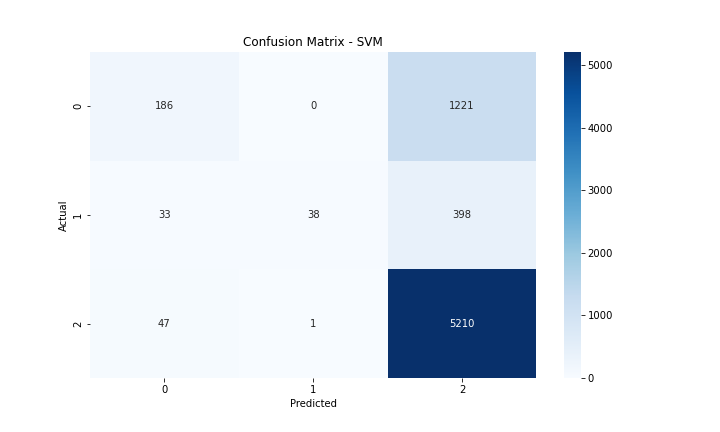 Confusion Matrix - SVM
5000
0 186 0 1221
4000
3000
Actual
1 33 38 398
2000
1000
2 47 1 5210
0
0 1 2
Predicted